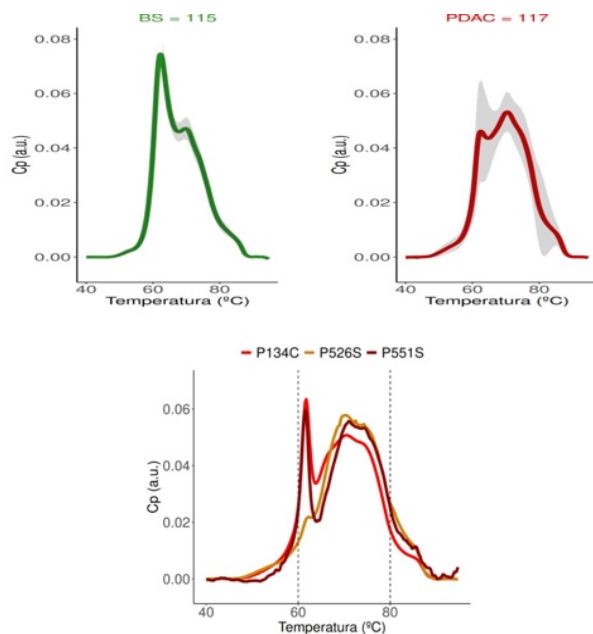 BS = 115
0.08
0.06
0.04
0.02
0.00
Cp (a.u.)
40 60 80
Temperatura (ºC)
PDAC = 117
0.08
0.06
0.04
0.02
0.00
Cp (a.u.)
40 60 80
Temperatura (ºC)
P134C P526S P551S
0.06
0.04
0.02
0.00
Cp (a.u.)
40 60 80
Temperatura (ºC)